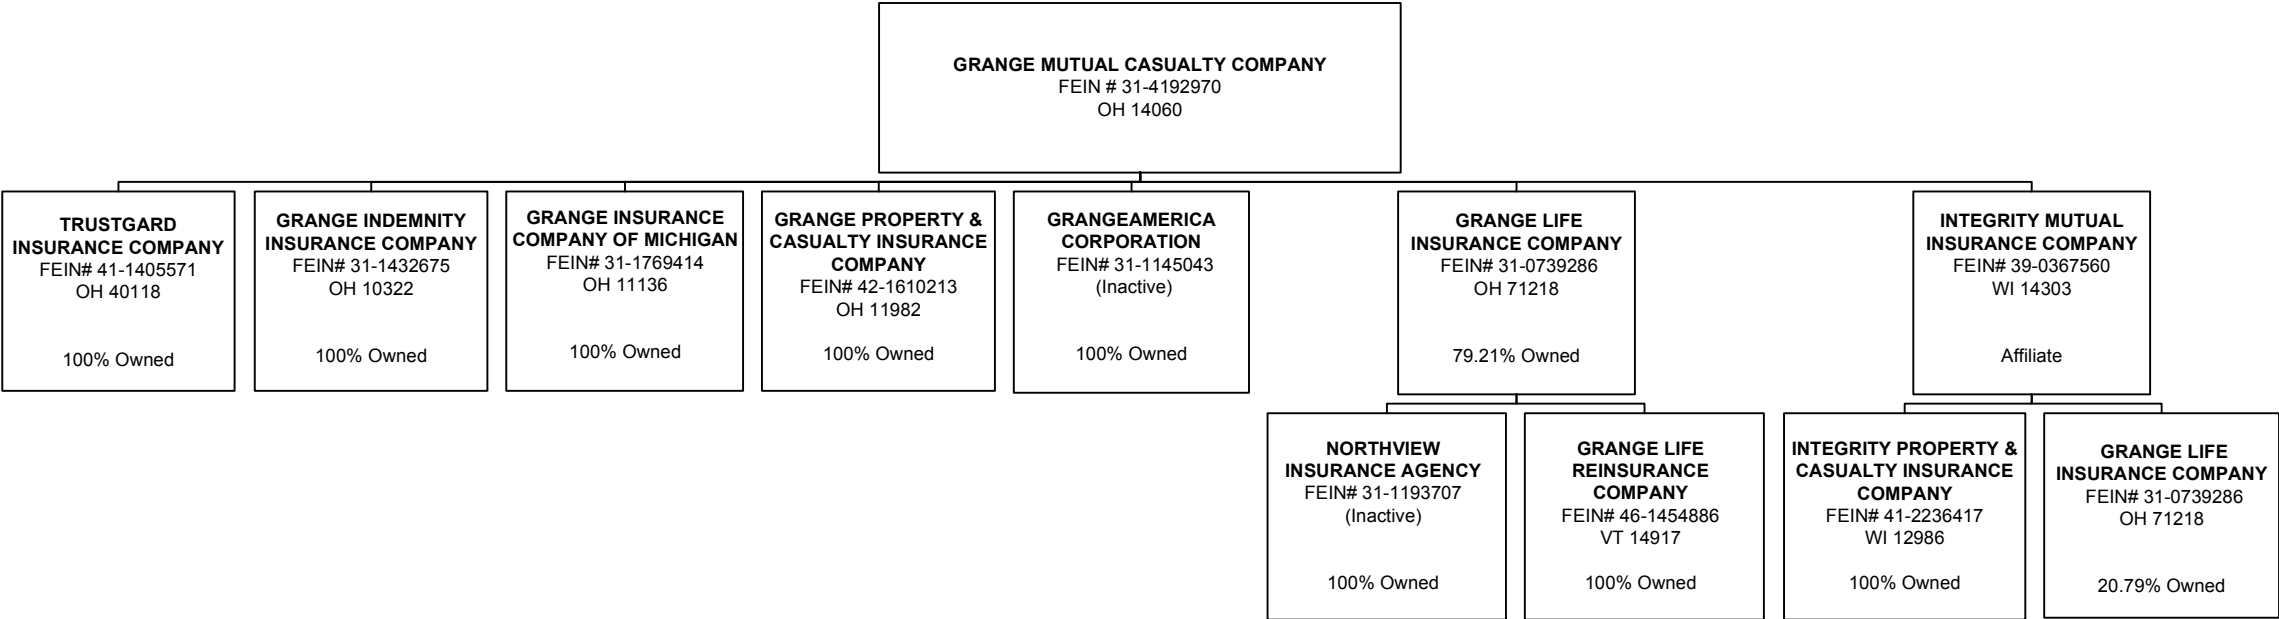 GRANGE MUTUAL CASUALTY COMPANY
FEIN # 31-4192970
OH 14060
TRUSTGARD
INSURANCE COMPANY
FEIN# 41-1405571
OH 40118
100% Owned
GRANGE INDEMNITY
INSURANCE COMPANY
FEIN# 31-1432675
OH 10322
100% Owned
GRANGE INSURANCE
COMPANY OF MICHIGAN
FEIN# 31-1769414
OH 11136
100% Owned
GRANGE PROPERTY &
CASUALTY INSURANCE
COMPANY
FEIN# 42-1610213
OH 11982
100% Owned
GRANGEAMERICA
CORPORATION
FEIN# 31-1145043
(Inactive)
100% Owned
GRANGE LIFE
INSURANCE COMPANY
FEIN# 31-0739286
OH 71218
79.21% Owned
INTEGRITY MUTUAL
INSURANCE COMPANY
FEIN# 39-0367560
WI 14303
Affiliate
NORTHVIEW
INSURANCE AGENCY
FEIN# 31-1193707
(Inactive)
100% Owned
GRANGE LIFE
REINSURANCE
COMPANY
FEIN# 46-1454886
VT 14917
100% Owned
INTEGRITY PROPERTY &
CASUALTY INSURANCE
COMPANY
FEIN# 41-2236417
WI 12986
100% Owned
GRANGE LIFE
INSURANCE COMPANY
FEIN# 31-0739286
OH 71218
20.79% Owned